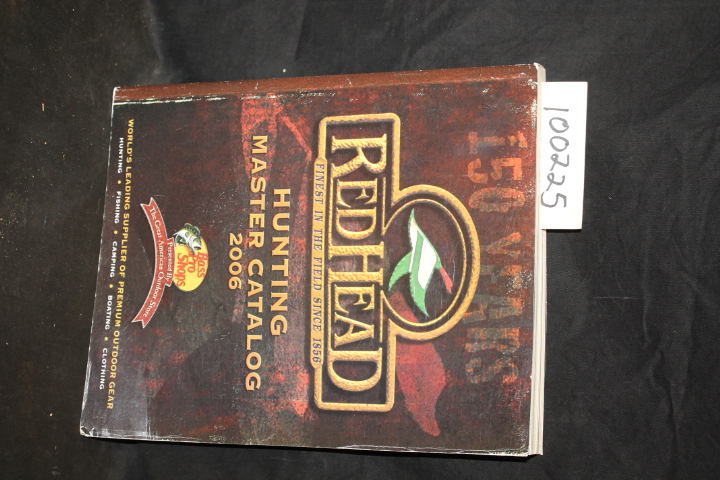 100225
150 YEARS
REDHEAD
FINEST IN THE FIELD SINCE 1856
HUNTING
MASTER CATALOG
2006
Presented By
Bass
Pro
Shops
The Great American Outdoor Store
WORLD'S LEADING SUPPLIER OF PREMIUM OUTDOOR GEAR
HUNTING • FISHING • CAMPING • BOATING • CLOTHING